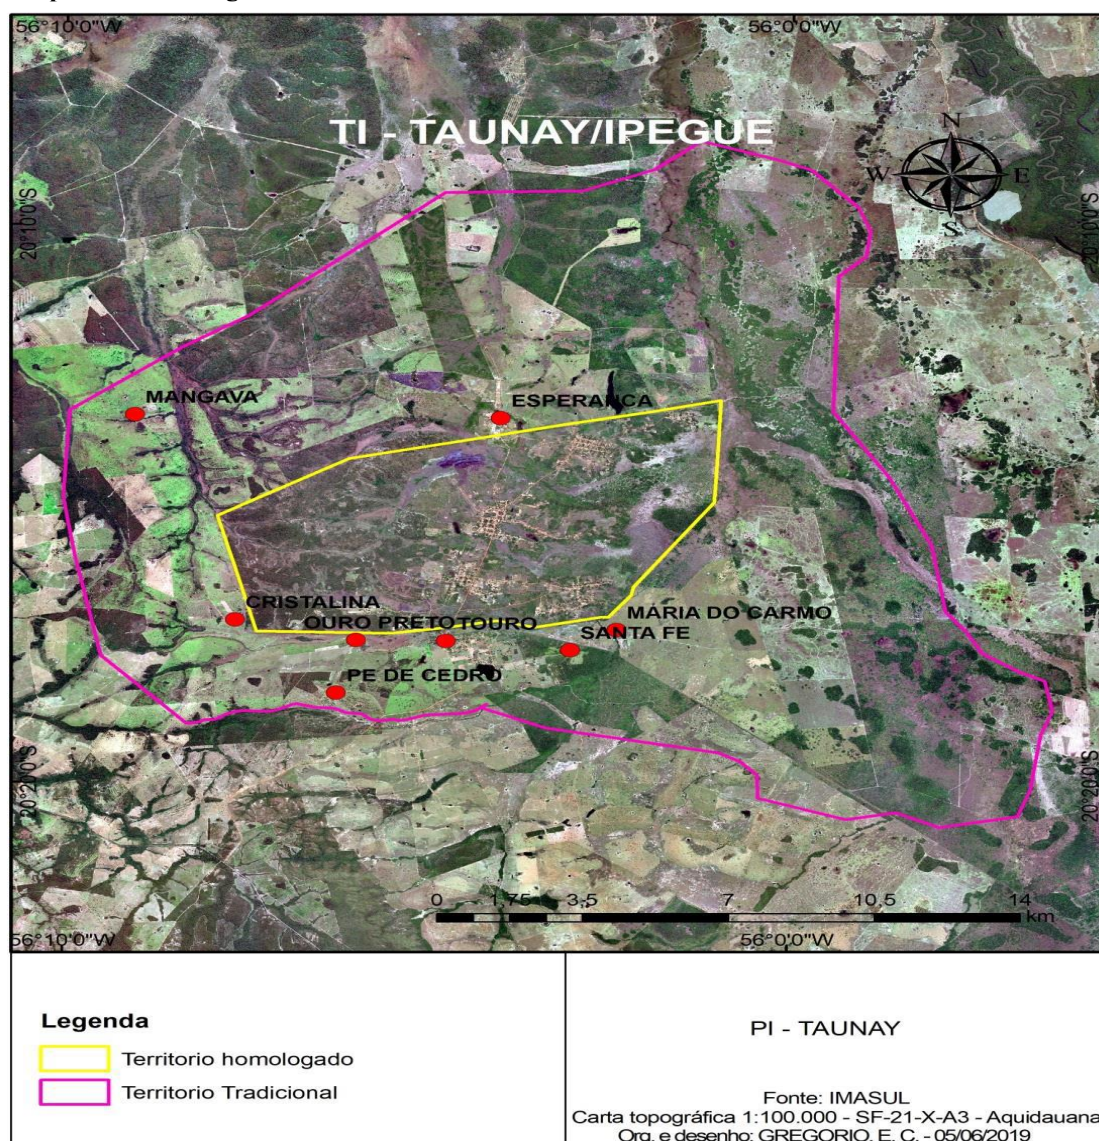 56°10'0"W 56°0'0"W
TI - TAUNAY/IPEGUE
N
W E
S
20°10'0"S 20°10'0"S
MANGAVA
ESPERANCA
CRISTALINA
OURO PRETO TOURO
MARIA DO CARMO
SANTA FE
PE DE CEDRO
20°20'0"S 20°20'0"S
0 1,75 3,5 7 10,5 14
km
56°10'0"W 56°0'0"W
Legenda
Territorio homologado
Territorio Tradicional
PI - TAUNAY
Fonte: IMASUL
Carta topográfica 1:100.000 - SF-21-X-A3 - Aquidauana
Org. e desenho: GREGORIO, E. C. - 05/06/2019